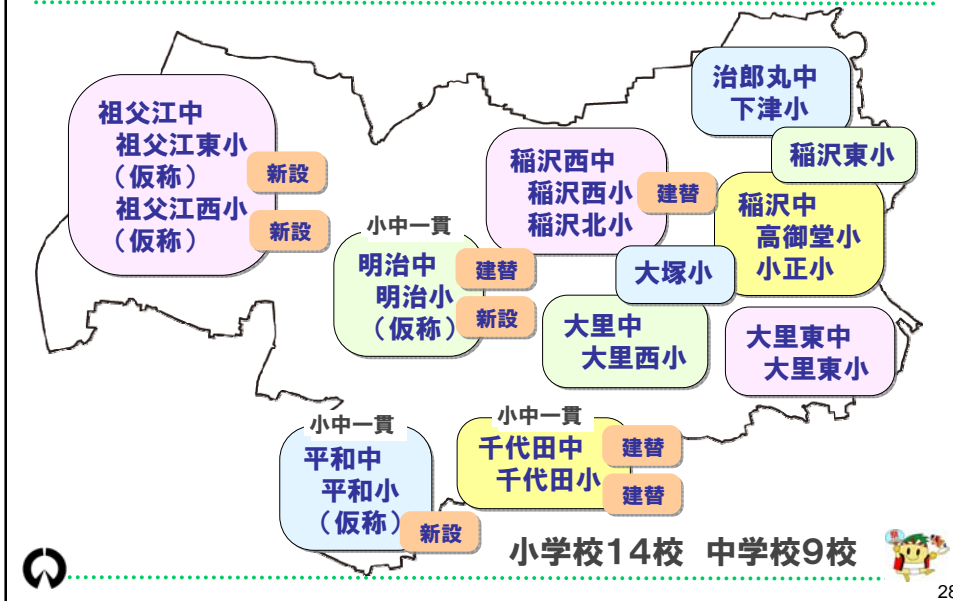 治郎丸中
下津小
祖父江中
祖父江東小
（仮称）
新設
祖父江西小
（仮称）
新設
稲沢東小
稲沢西中
稲沢西小
建替
稲沢北小
稲沢中
高御堂小
小正小
小中一貫
明治中
建替
明治小
（仮称）
新設
大塚小
大里中
大里西小
大里東中
大里東小
小中一貫
平和中
平和小
（仮称）
新設
小中一貫
千代田中
建替
千代田小
建替
小学校14校 中学校9校
28